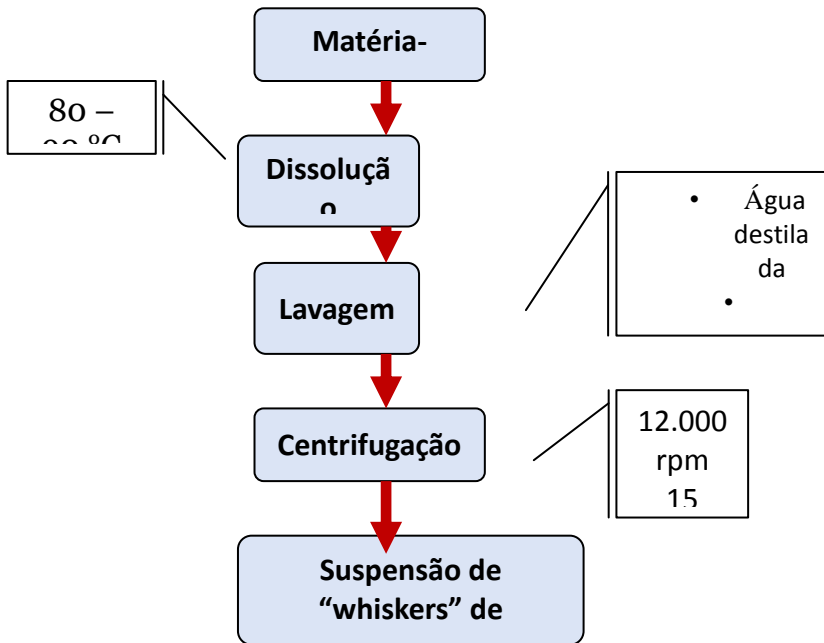 Matéria-
80 –
Dissoluçã
o
Lavagem
• Água
destila
da
•
Centrifugação
12.000
rpm
15
Suspensão de
“whiskers” de